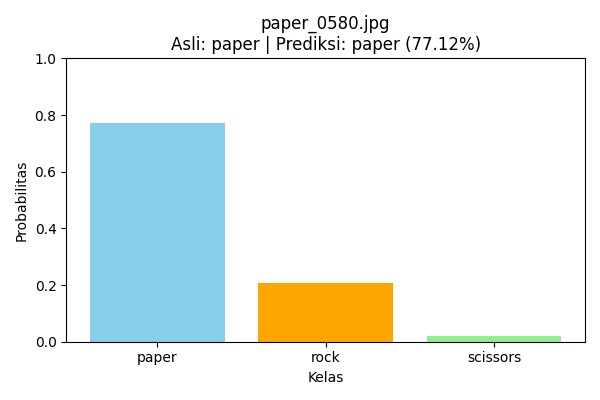 paper_0580.jpg
Asli: paper | Prediksi: paper (77.12%)
1.0
0.8
0.6
0.4
0.2
0.0
Probabilitas
paper rock scissors
Kelas